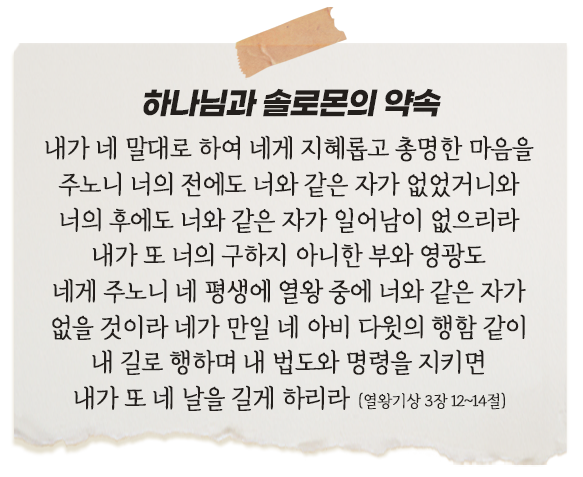 하나님과 솔로몬의 약속
내가 네 말대로 하여 네게 지혜롭고 총명한 마음을
주노니 너의 전에도 너와 같은 자가 없었거니와
너의 후에도 너와 같은 자가 일어남이 없으리라
내가 또 너의 구하지 아니한 부와 영광도
네게 주노니 네 평생에 열왕 중에 너와 같은 자가
없을 것이라 네가 만일 네 아비 다윗의 행함 같이
내 길로 행하며 내 법도와 명령을 지키면
내가 또 네 날을 길게 하리라 (열왕기상 3장 12~14절)